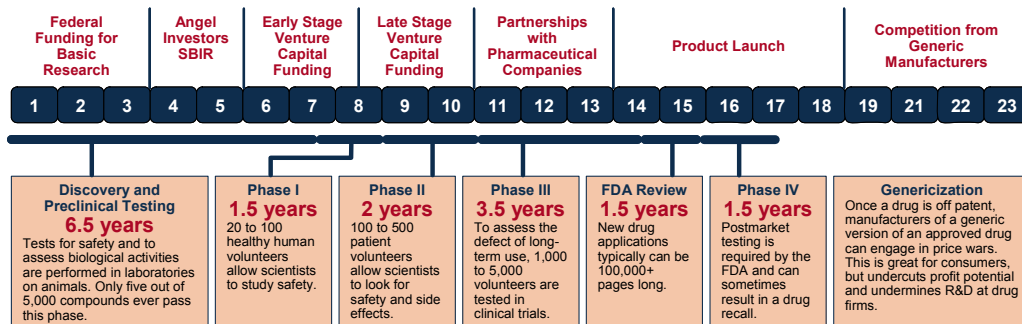 Federal
Funding for
Basic
Research
Angel
Investors
SBIR
Early Stage
Venture
Capital
Funding
Late Stage
Venture
Capital
Funding
Partnerships
with
Pharmaceutical
Companies
Product Launch
Competition from
Generic
Manufacturers
1 2 3 4 5 6 7 8 9 10 11 12 13 14 15 16 17 18 19 21 22 23
Discovery and
Preclinical Testing
6.5 years
Tests for safety and to
assess biological activities
are performed in laboratories
on animals. Only five out of
5,000 compounds ever pass
this phase.
Phase I
1.5 years
20 to 100
healthy human
volunteers
allow scientists
to study safety.
Phase II
2 years
100 to 500
patient
volunteers
allow scientists
to look for
safety and side
effects.
Phase III
3.5 years
To assess the
defect of long-
term use, 1,000
to 5,000
volunteers are
tested in
clinical trials.
FDA Review
1.5 years
New drug
applications
typically can be
100,000+
pages long.
Phase IV
1.5 years
Postmarket
testing is
required by the
FDA and can
sometimes
result in a drug
recall.
Genericization
Once a drug is off patent,
manufacturers of a generic
version of an approved drug
can engage in price wars.
This is great for consumers,
but undercuts profit potential
and undermines R&D at drug
firms.